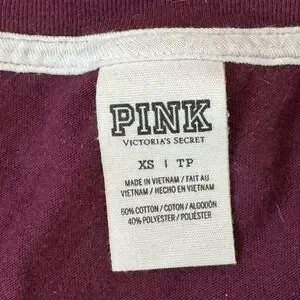 PINK
VICTORIA'S SECRET
XS | TP
MADE IN VIETNAM / FAIT AU
VIETNAM / HECHO EN VIETNAM
60% COTTON / COTON / ALGODÓN
40% POLYESTER / POLIÉSTER